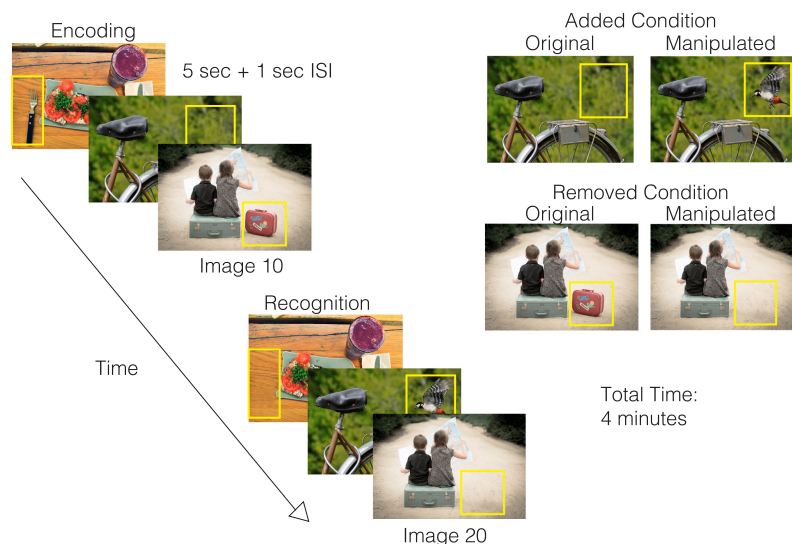 Encoding
5 sec + 1 sec ISI
Image 10
Recognition
Time
Image 20
Added Condition
Original Manipulated
Removed Condition
Original Manipulated
Total Time:
4 minutes